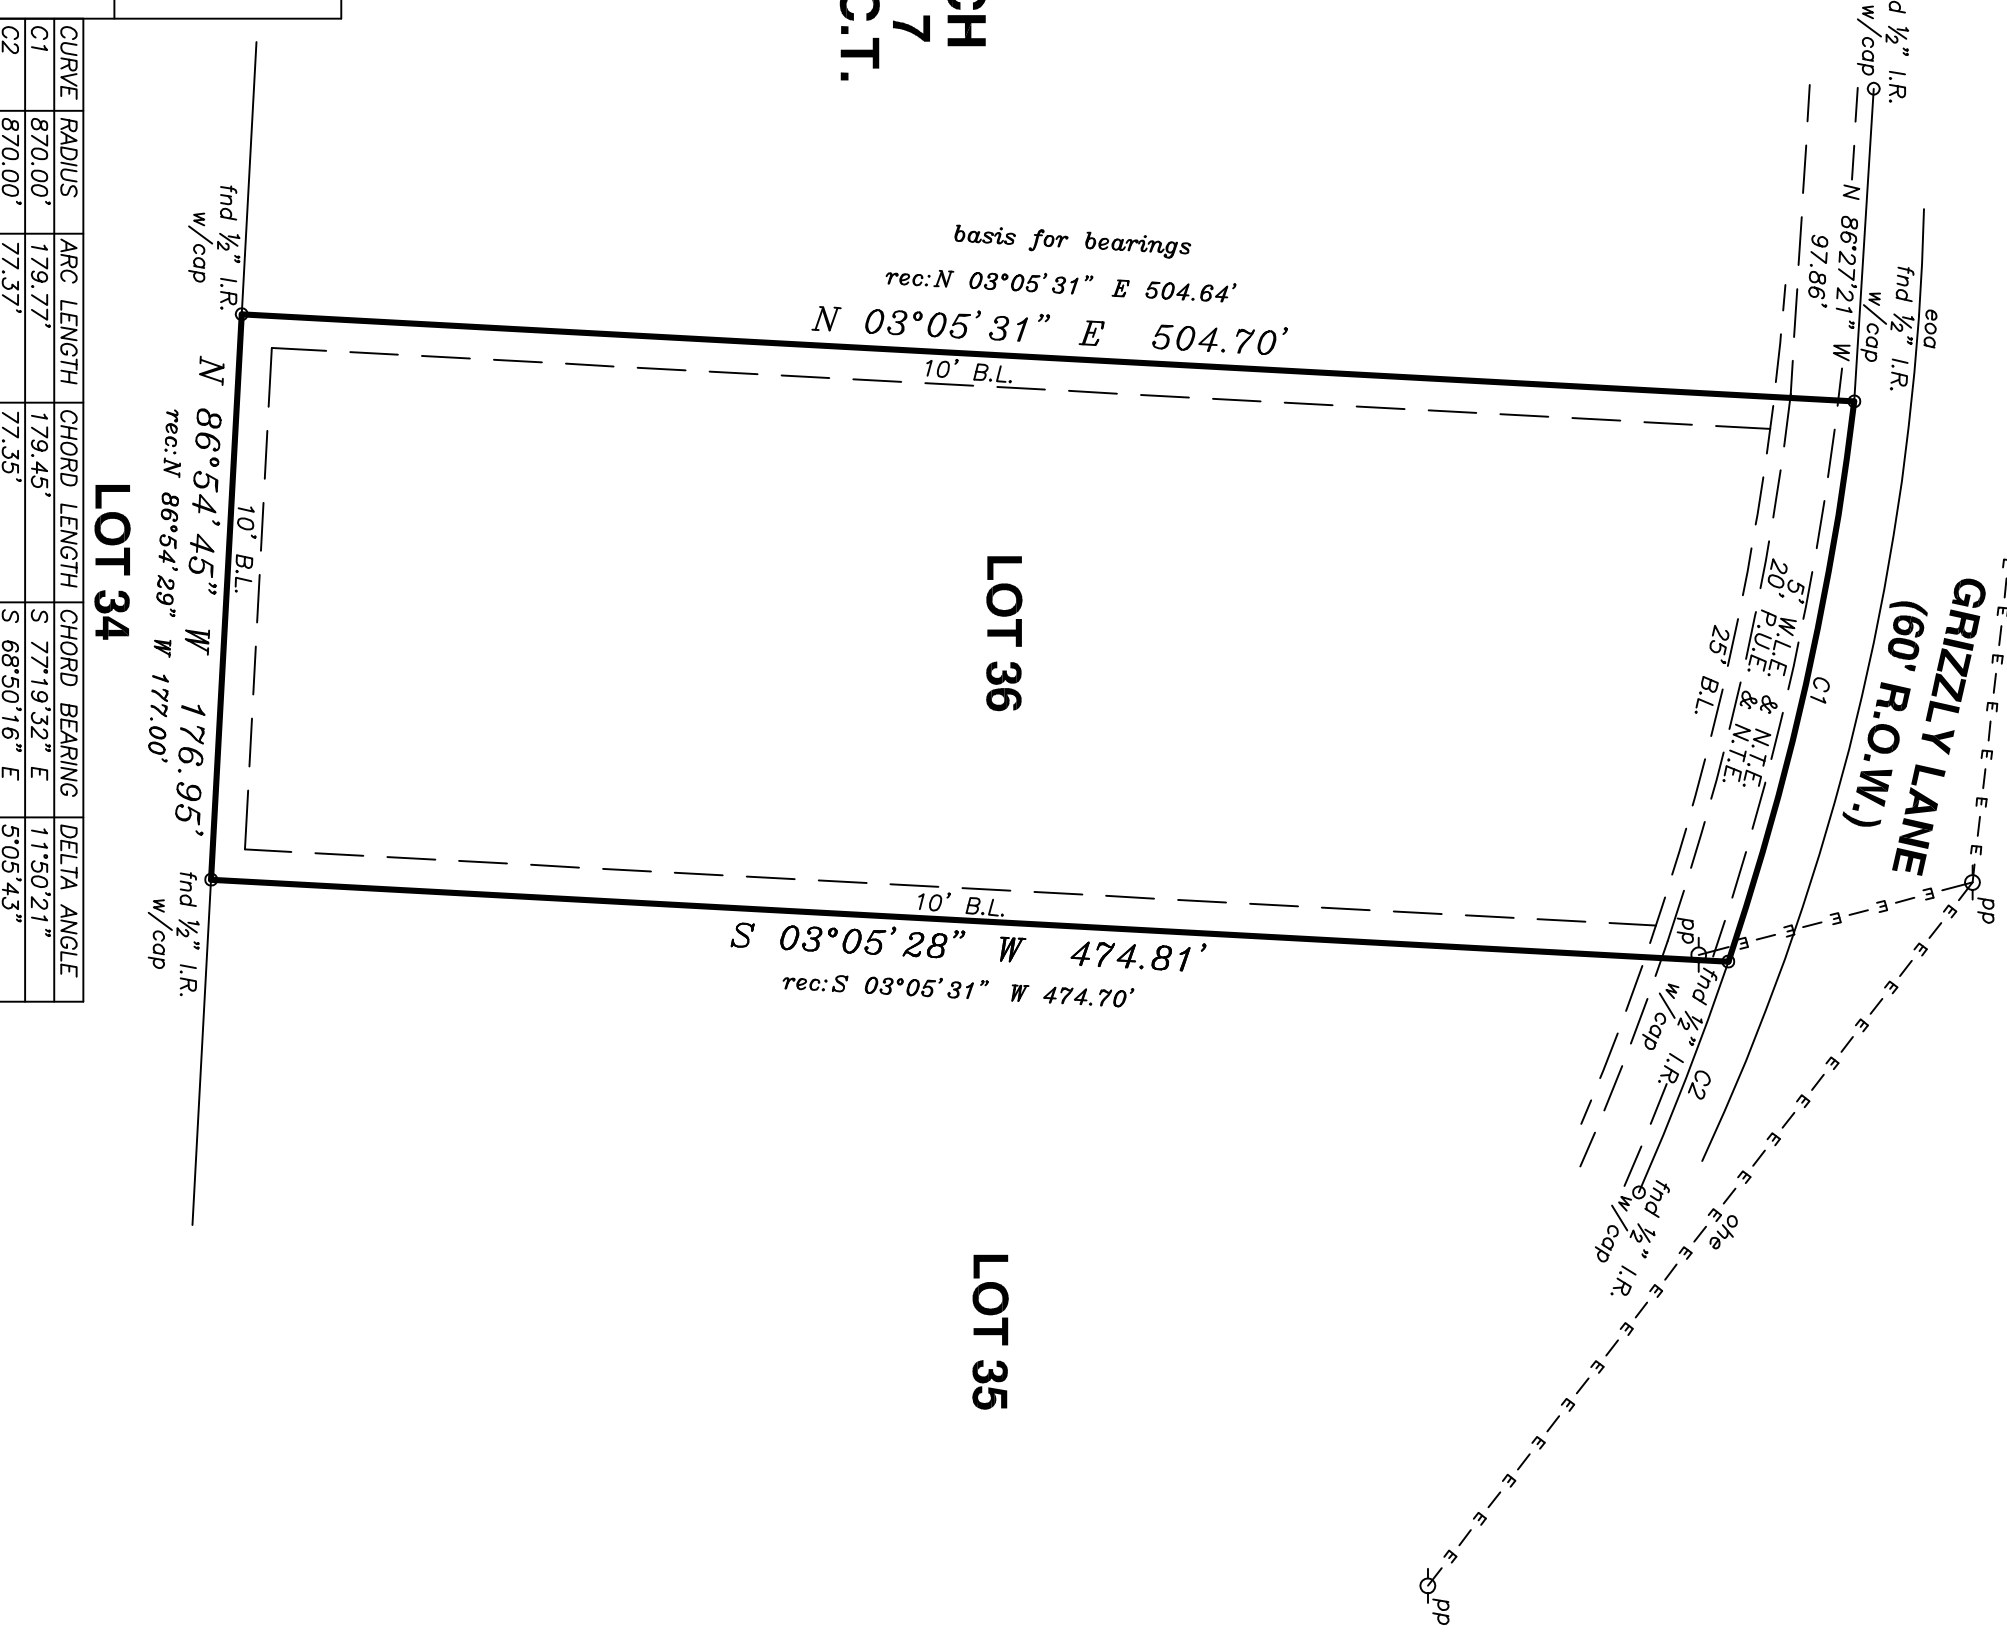 CH
7
C.T.
d ½" I.R.
w/cap
N 86°27'21" W
97.86'
fnd ½" I.R.
w/cap
eoa
GRIZZLY LANE
(60' R.O.W.)
C1
5' W.L.E. & N.T.E.
20' P.U.E. & N.T.E.
25' B.L.
basis for bearings
rec:N 03°05'31" E 504.64'
N 03°05'31" E 504.70'
10' B.L.
LOT 36
10' B.L.
S 03°05'28" W 474.81'
rec:S 03°05'31" W 474.70'
pp
fnd ½" I.R.
w/cap
C2
fnd ½" I.R.
w/cap
ohe
pp
pp
E E E E E E E
E E E E E
E E E E E E E E E E E E E E E E E E
LOT 35
fnd ½" I.R.
w/cap
N 86°54'45" W 176.95'
rec:N 86°54'29" W 177.00'
10' B.L.
fnd ½" I.R.
w/cap
LOT 34
CURVE RADIUS ARC LENGTH CHORD LENGTH CHORD BEARING DELTA ANGLE
C1 870.00' 179.77' 179.45' S 77°19'32" E 11°50'21"
C2 870.00' 77.37' 77.35' S 68°50'16" E 5°05'43"